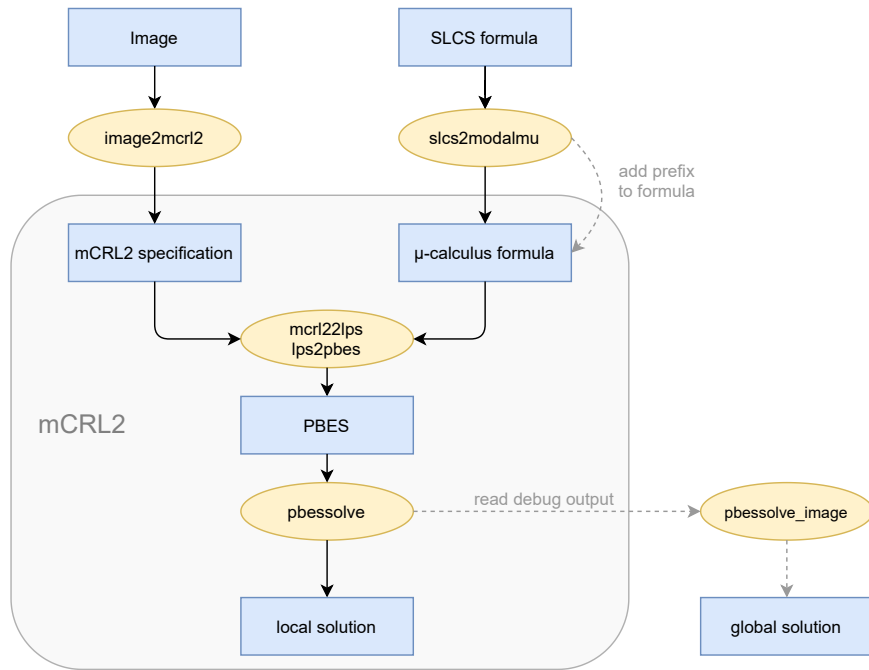 Image
SLCS formula
image2mcrl2
slcs2modalmu
add prefix
to formula
mCRL2 specification
μ-calculus formula
mcrl22lps
lps2pbes
mCRL2
PBES
pbessolve
read debug output
pbessolve_image
local solution
global solution